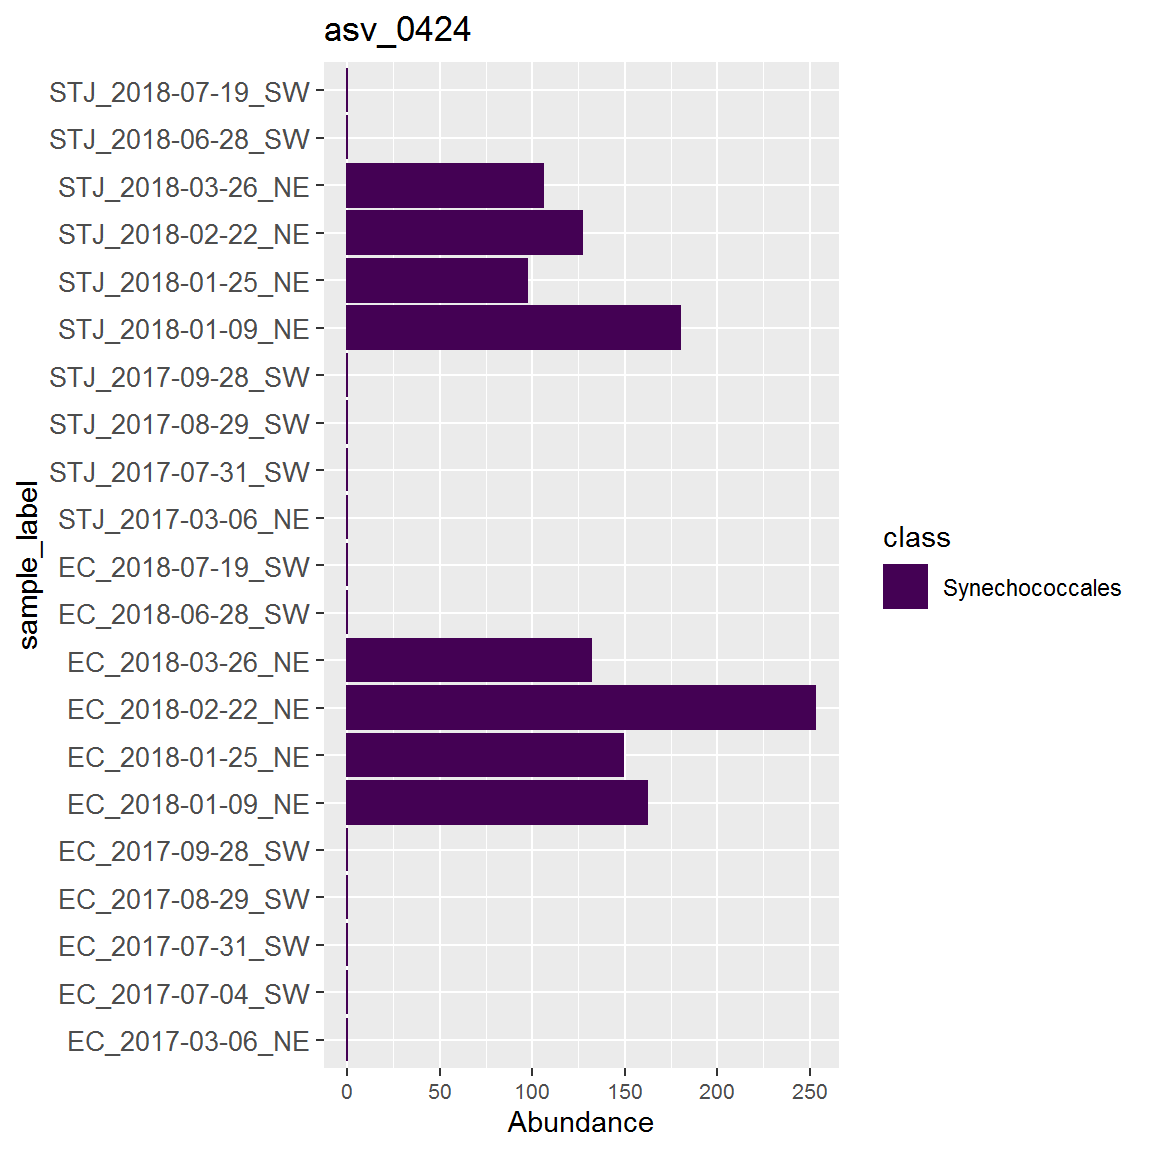 asv_0424
STJ_2018-07-19_SW
STJ_2018-06-28_SW
STJ_2018-03-26_NE
STJ_2018-02-22_NE
STJ_2018-01-25_NE
STJ_2018-01-09_NE
STJ_2017-09-28_SW
STJ_2017-08-29_SW
STJ_2017-07-31_SW
STJ_2017-03-06_NE
EC_2018-07-19_SW
EC_2018-06-28_SW
EC_2018-03-26_NE
EC_2018-02-22_NE
EC_2018-01-25_NE
EC_2018-01-09_NE
EC_2017-09-28_SW
EC_2017-08-29_SW
EC_2017-07-31_SW
EC_2017-07-04_SW
EC_2017-03-06_NE
sample_label
0 50 100 150 200 250
Abundance
class
Synechococcales